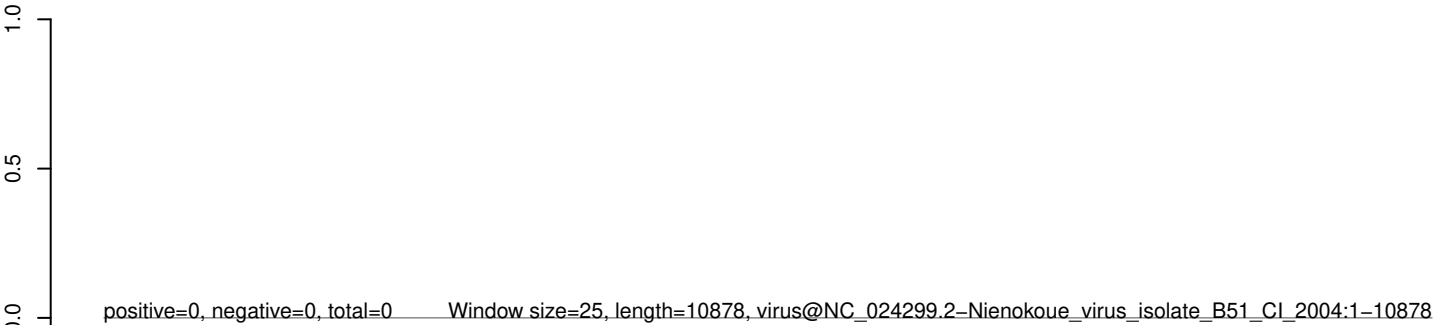 1.0
0.5
0.0
positive=0, negative=0, total=0 Window size=25, length=10878, virus@NC_024299.2−Nienokoue_virus_isolate_B51_CI_2004:1−10878